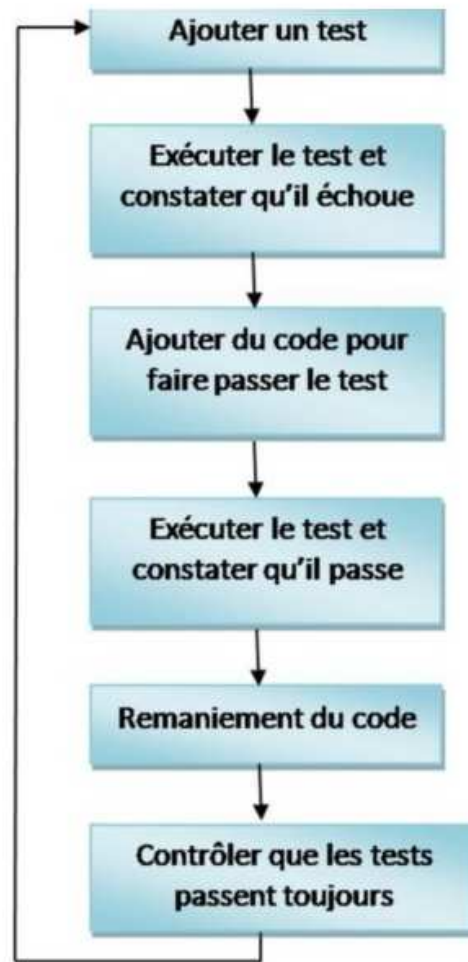 Ajouter un test
Exécuter le test et
constater qu'il échoue
Ajouter du code pour
faire passer le test
Exécuter le test et
constater qu'il passe
Remaniement du code
Contrôler que les tests
passent toujours